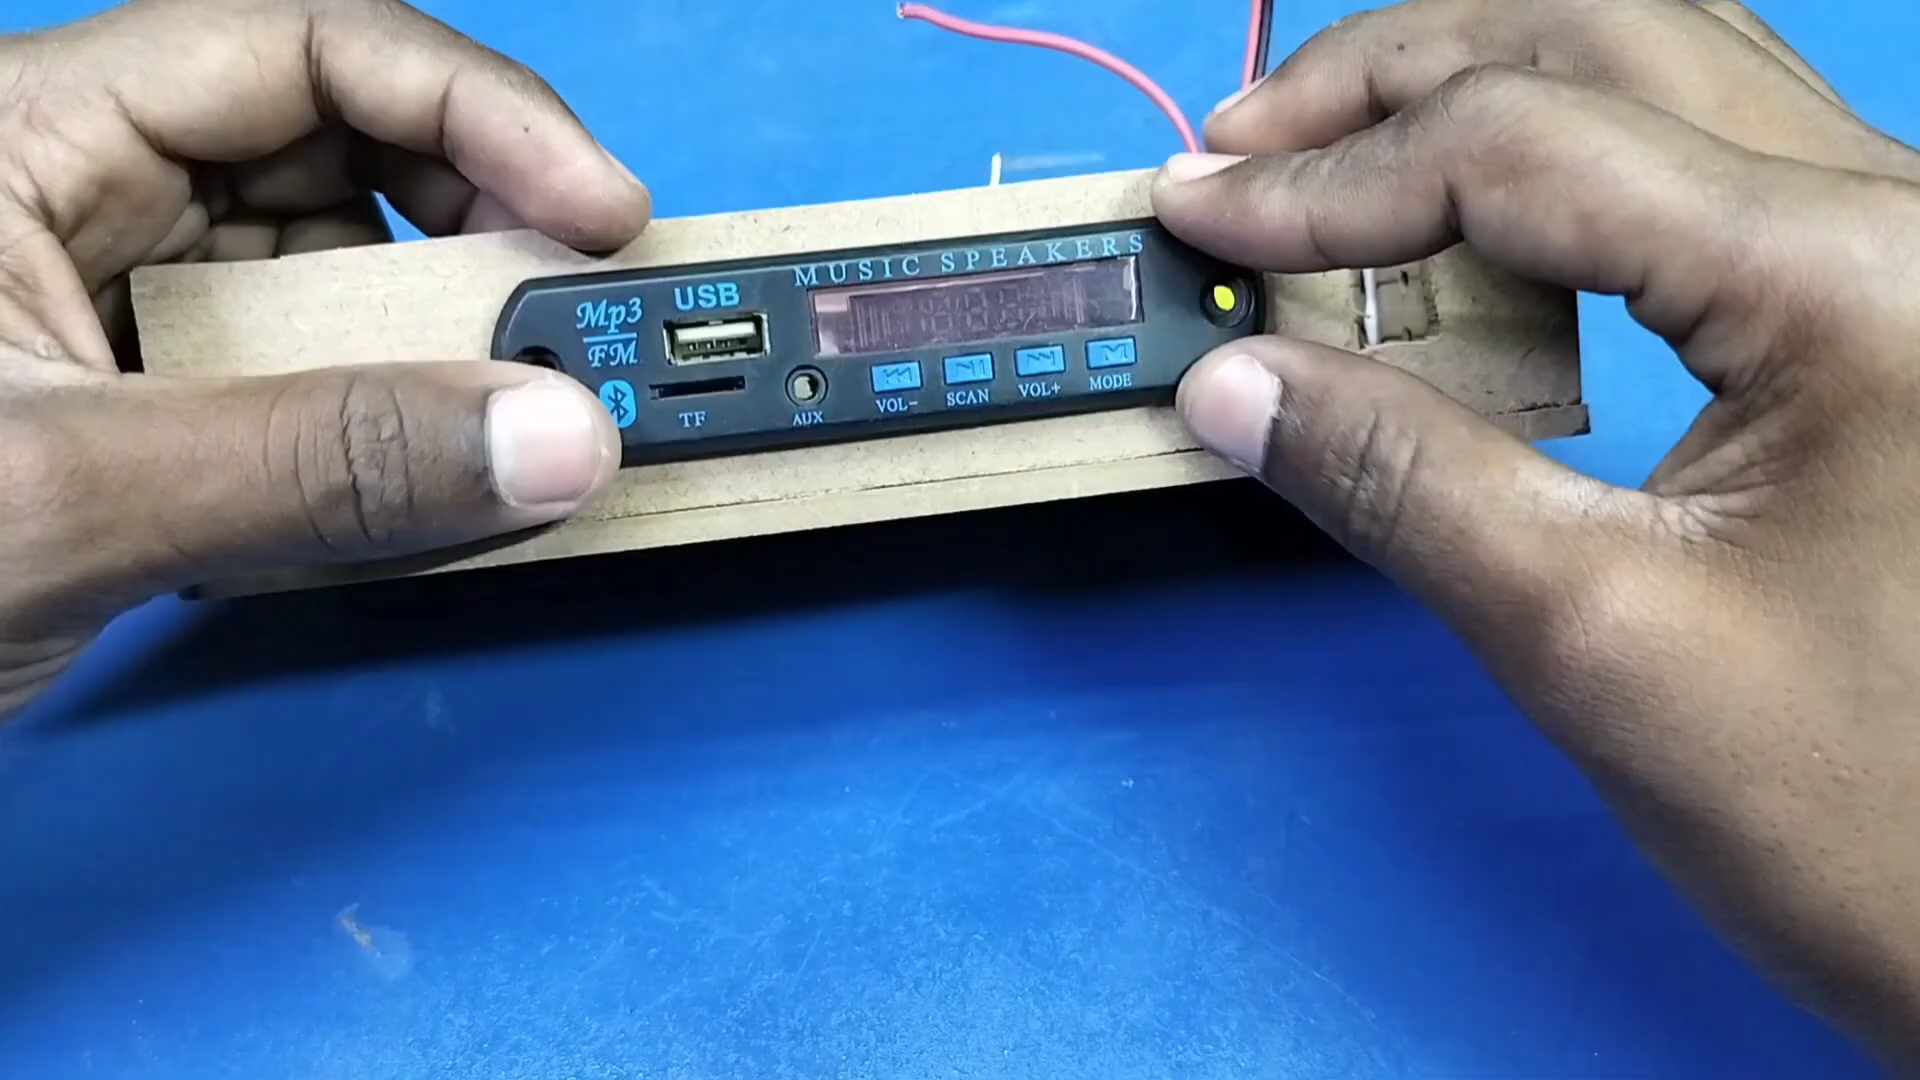 MUSIC SPEAKERS
Mp3
FM
USB
TF
AUX
VOL-
SCAN
VOL+
M
MODE